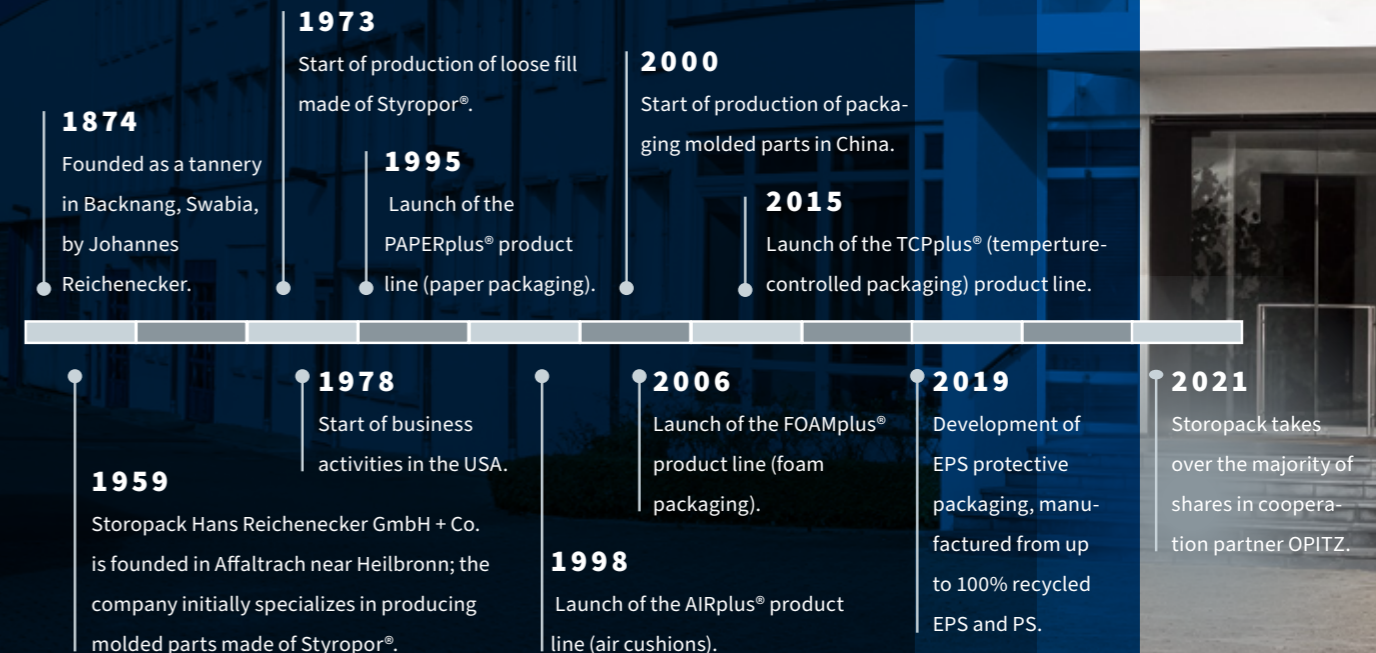 1973
Start of production of loose fill
made of Styropor®.
2000
Start of production of packa-
ging molded parts in China.
1874
Founded as a tannery
in Backnang, Swabia,
by Johannes
Reichenecker.
1995
Launch of the
PAPERplus® product
line (paper packaging).
2015
Launch of the TCPplus® (temperture-
controlled packaging) product line.
1959
Storopack Hans Reichenecker GmbH + Co.
is founded in Affaltrach near Heilbronn; the
company initially specializes in producing
molded parts made of Styropor®.
1978
Start of business
activities in the USA.
1998
Launch of the AIRplus® product
line (air cushions).
2006
Launch of the FOAMplus®
product line (foam
packaging).
2019
Development of
EPS protective
packaging, manu-
factured from up
to 100% recycled
EPS and PS.
2021
Storopack takes
over the majority of
shares in coopera-
tion partner OPITZ.